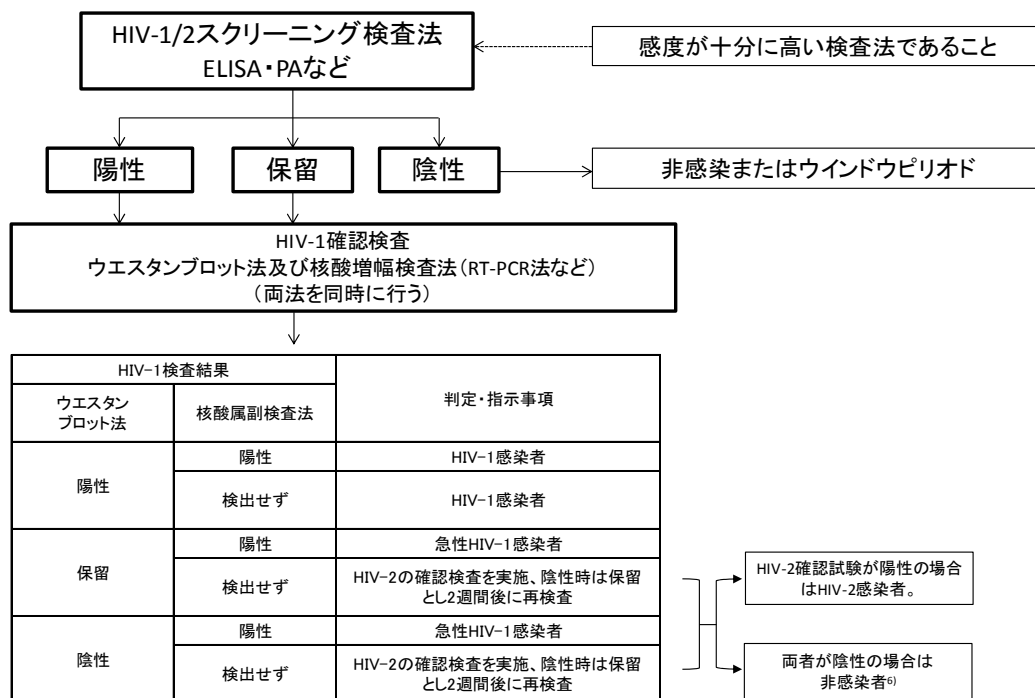 HIV-1/2スクリーニング検査法
ELISA・PAなど
感度が十分に高い検査法であること
陽性
保留
陰性
非感染またはウインドウピリオド
HIV-1確認検査
ウエスタンブロット法及び核酸増幅検査法(RT-PCR法など)
(両法を同時に行う)
HIV-1検査結果
判定・指示事項
ウエスタン
ブロット法
核酸属副検査法
陽性
陽性
HIV-1感染者
検出せず
HIV-1感染者
保留
陽性
急性HIV-1感染者
検出せず
HIV-2の確認検査を実施、陰性時は保留
とし2週間後に再検査
陰性
陽性
急性HIV-1感染者
検出せず
HIV-2の確認検査を実施、陰性時は保留
とし2週間後に再検査
HIV-2確認試験が陽性の場合
はHIV-2感染者。
両者が陰性の場合は
非感染者6)